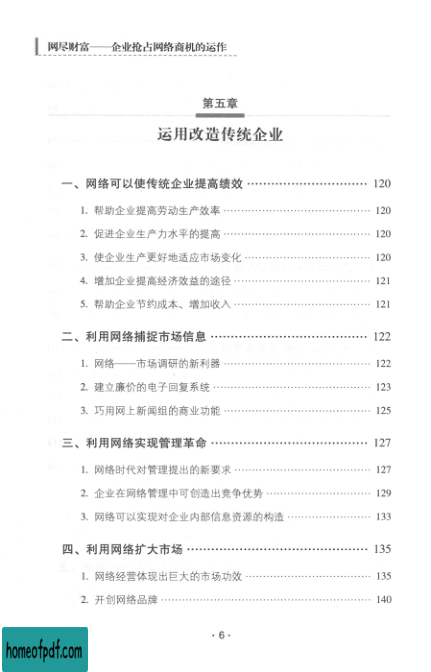 网尽财富——企业抢占网络商机的运作
第五章
运用改造传统企业
一、网络可以使传统企业提高绩效 ………………………… 120
1. 帮助企业提高劳动生产效率 ………………………………… 120
2. 促进企业生产力水平的提高 ………………………………… 120
3. 使企业生产更好地适应市场变化 …………………………… 120
4. 增加企业提高经济效益的途径 ……………………………… 121
5. 帮助企业节约成本、增加收入 ……………………………… 121
二、利用网络捕捉市场信息 ………………………………… 122
1. 网络——市场调研的新利器 ………………………………… 122
2. 建立廉价的电子回复系统 …………………………………… 123
3. 巧用网上新闻组的商业功能 ………………………………… 125
三、利用网络实现管理革命 ………………………………… 127
1. 网络时代对管理提出的新要求 ……………………………… 127
2. 企业在网络管理中可创造出竞争优势 ……………………… 129
3. 网络可以实现对企业内部信息资源的构造 ………………… 133
四、利用网络扩大市场 ……………………………………… 135
1. 网络经营体现出巨大的市场功效 …………………………… 135
2. 开创网络品牌 ………………………………………………… 140
· 6 ·
homeofpdf.com